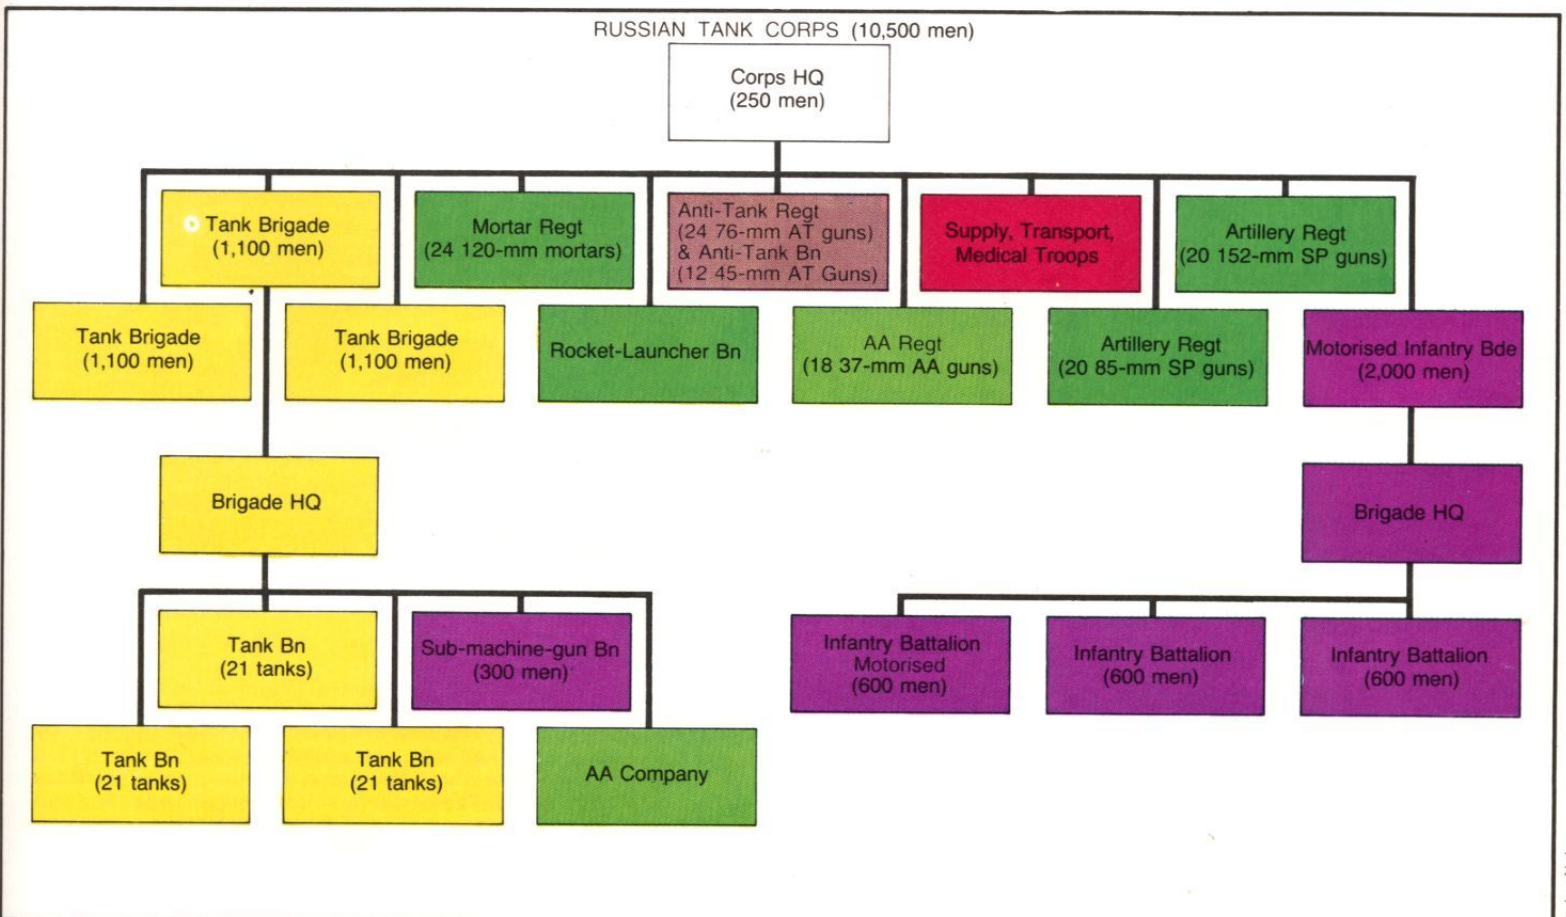 RUSSIAN TANK CORPS (10,500 men)
Corps HQ
(250 men)
Tank Brigade
(1,100 men)
Mortar Regt
(24 120-mm mortars)
Anti-Tank Regt
(24 76-mm AT guns)
& Anti-Tank Bn
(12 45-mm AT Guns)
Supply, Transport,
Medical Troops
Artillery Regt
(20 152-mm SP guns)
Tank Brigade
(1,100 men)
Tank Brigade
(1,100 men)
Rocket-Launcher Bn
AA Regt
(18 37-mm AA guns)
Artillery Regt
(20 85-mm SP guns)
Motorised Infantry Bde
(2,000 men)
Brigade HQ
Brigade HQ
Tank Bn
(21 tanks)
Sub-machine-gun Bn
(300 men)
Infantry Battalion
Motorised
(600 men)
Infantry Battalion
(600 men)
Infantry Battalion
(600 men)
Tank Bn
(21 tanks)
Tank Bn
(21 tanks)
AA Company